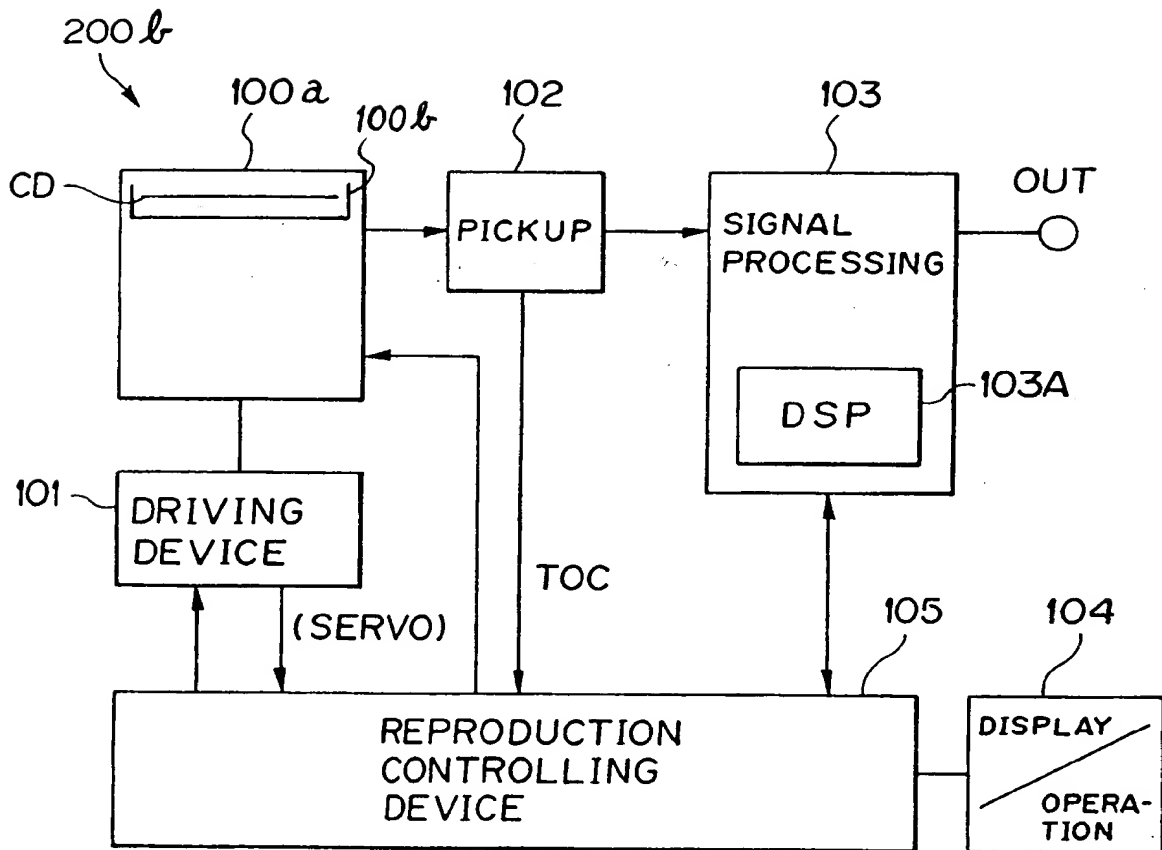 200b
100a
100b
102
103
CD
OUT
PICKUP
SIGNAL
PROCESSING
DSP
103A
101
DRIVING
DEVICE
(SERVO)
TOC
105
104
REPRODUCTION
CONTROLLING
DEVICE
DISPLAY
OPERA-
TION